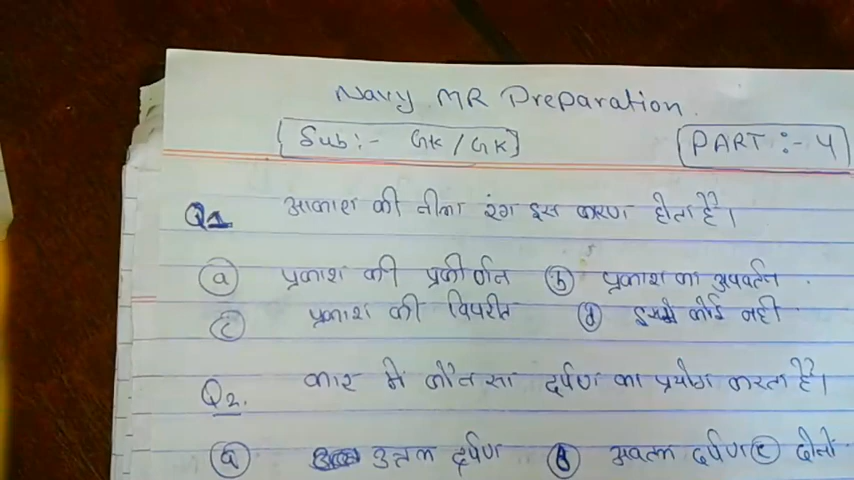 Navy MR Preparation
Sub:- GK/GK PART:- 4
Q1 आकाश की नीला रंग इस कारण होता है।
(a) प्रकाश की प्रकीर्णन (b) प्रकाश का अपवर्तन
(c) प्रकाश की विपरीत (d) इसमे कोई नही
Q2. कार में कौन सा दर्पण का प्रयोग करता है।
(a) उत्तल दर्पण (b) अवतल दर्पण (c) दोनो